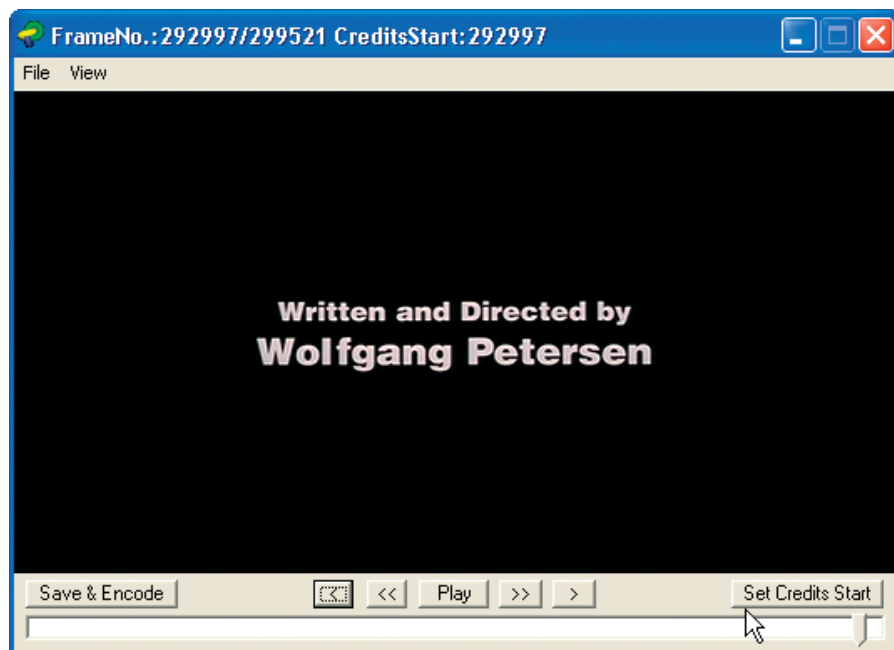 FrameNo.:292997/299521 CreditsStart:292997
File View
Written and Directed by
Wolfgang Petersen
Save & Encode < << Play >> > Set Credits Start